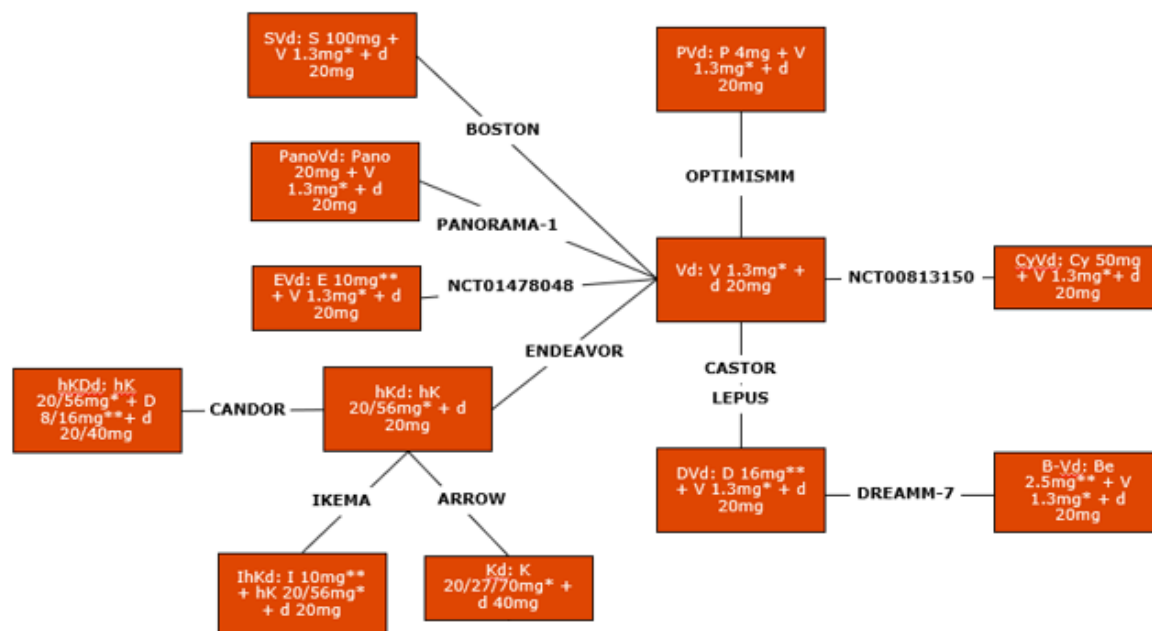 SVd: S 100mg +
V 1.3mg* + d
20mg
PVd: P 4mg + V
1.3mg* + d
20mg
BOSTON
PanoVd: Pano
20mg + V
1.3mg* + d
20mg
OPTIMISMM
PANORAMA-1
EVd: E 10mg**
+ V 1.3mg* + d
20mg
NCT01478048
Vd: V 1.3mg* +
d 20mg
NCT00813150
CyVd: Cy 50mg
+ V 1.3mg*+ d
20mg
ENDEAVOR
CASTOR
LEPUS
hKDd: hK
20/56mg* + D
8/16mg**+ d
20/40mg
CANDOR
hKd: hK
20/56mg* + d
20mg
IKEMA
ARROW
DVd: D 16mg**
+ V 1.3mg* + d
20mg
DREAMM-7
B-Vd: Be
2.5mg** + V
1.3mg* + d
20mg
IhKd: I 10mg**
+ hK 20/56mg*
+ d 20mg
Kd: K
20/27/70mg* +
d 40mg